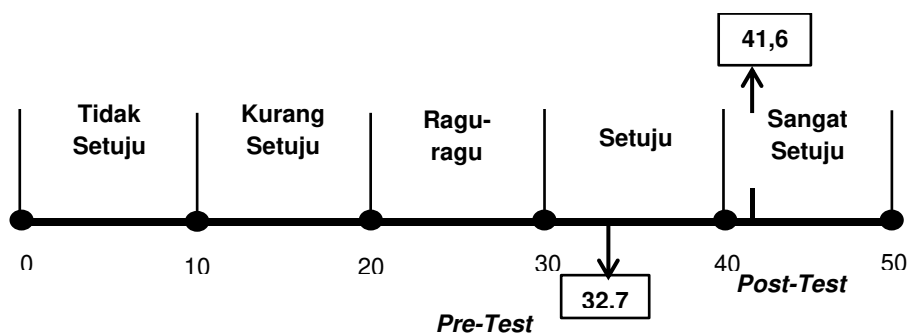 41,6
Tidak
Setuju
Kurang
Setuju
Ragu-
ragu
Setuju
Sangat
Setuju
0
10
20
30
40
50
32.7
Post-Test
Pre-Test